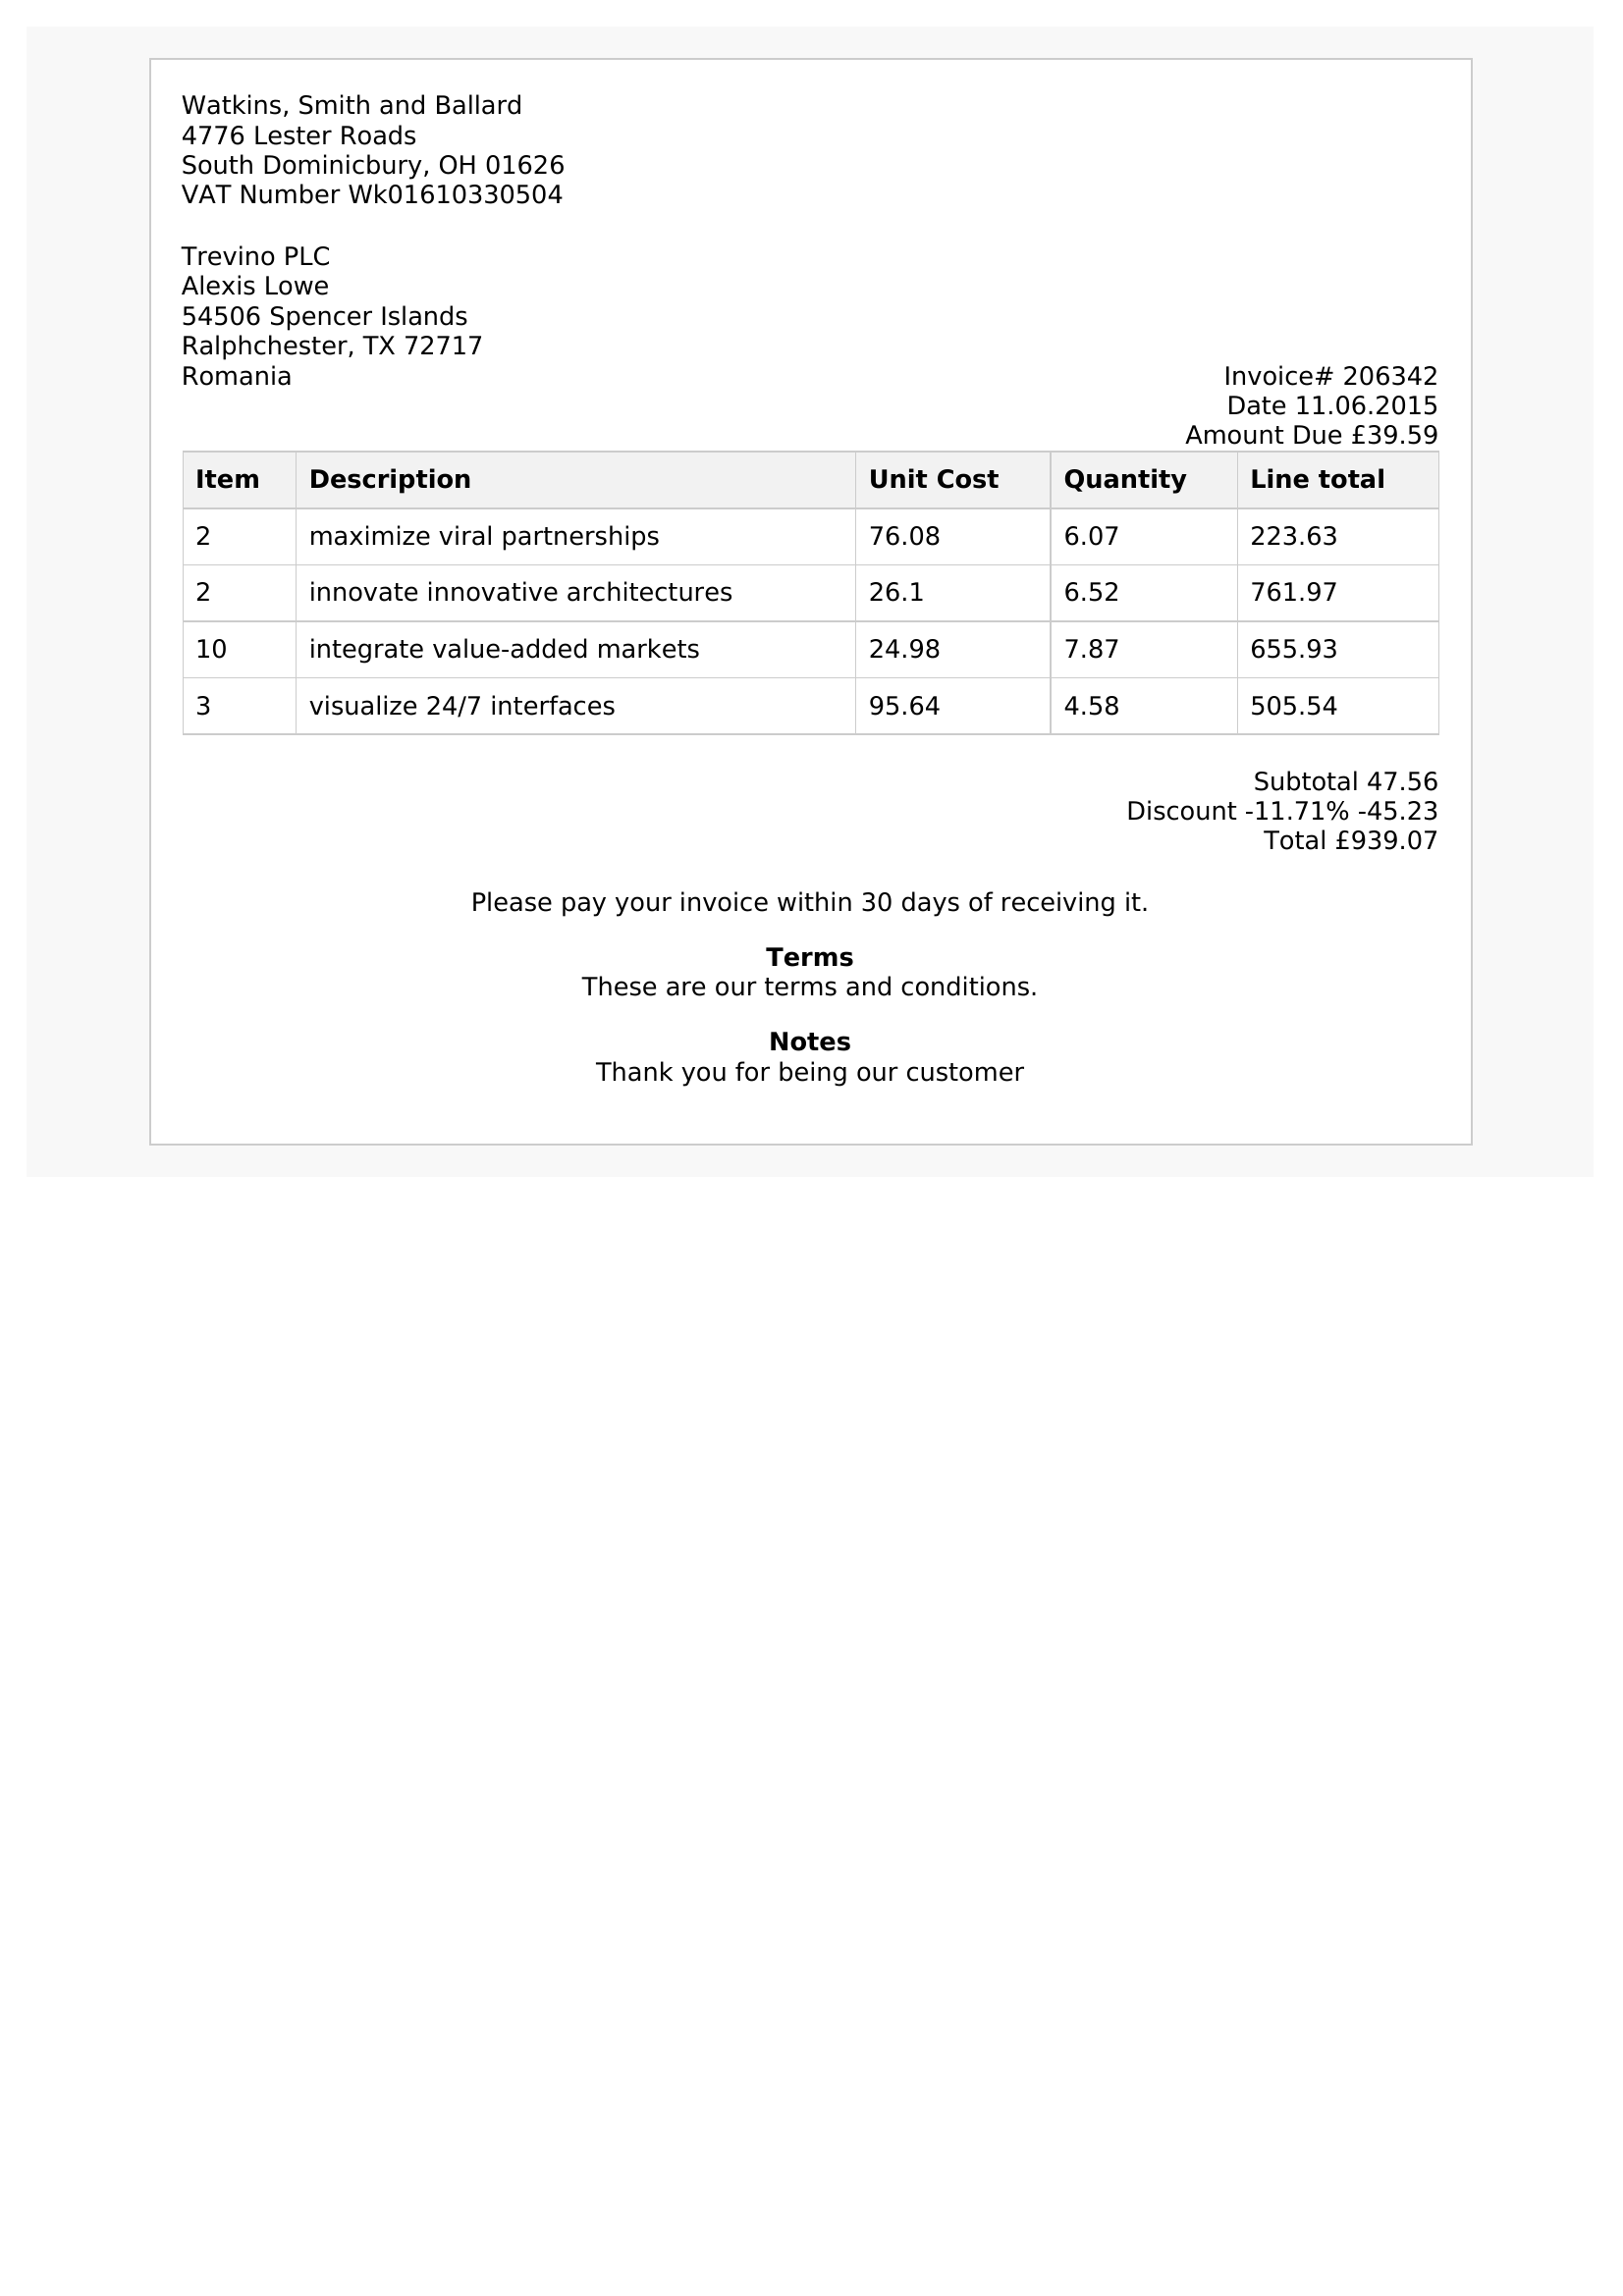 Watkins, Smith and Ballard
4776 Lester Roads
South Dominicbury, OH 01626
VAT Number Wk01610330504
Trevino PLC
Alexis Lowe
54506 Spencer Islands
Ralphchester, TX 72717
Romania
Invoice# 206342
Date 11.06.2015
Amount Due £39.59
Item Description Unit Cost Quantity Line total
2 maximize viral partnerships 76.08 6.07 223.63
2 innovate innovative architectures 26.1 6.52 761.97
10 integrate value-added markets 24.98 7.87 655.93
3 visualize 24/7 interfaces 95.64 4.58 505.54
Subtotal 47.56
Discount -11.71% -45.23
Total £939.07
Please pay your invoice within 30 days of receiving it.
Terms
These are our terms and conditions.
Notes
Thank you for being our customer